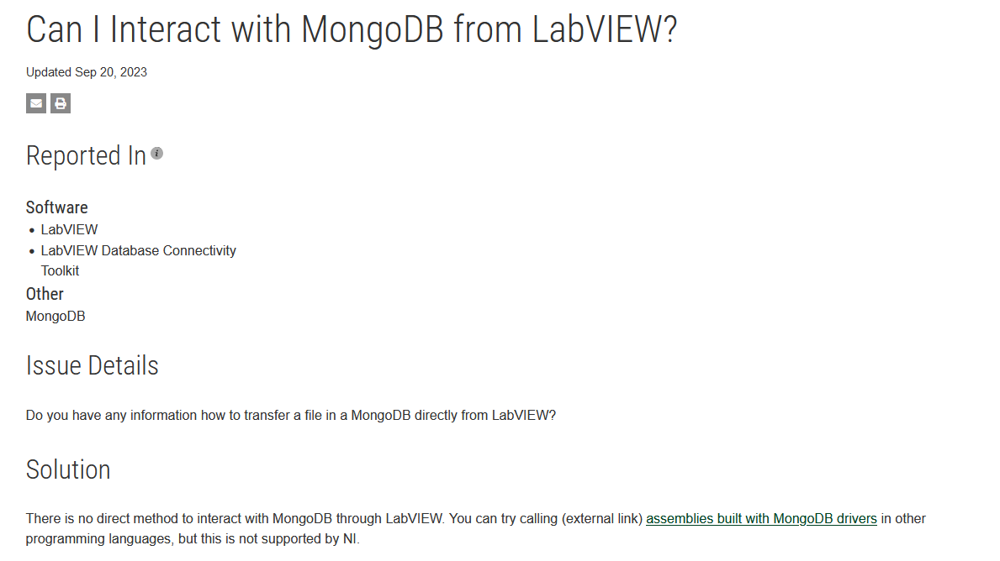 Can I Interact with MongoDB from LabVIEW?
Updated Sep 20, 2023
Reported In
Software
LabVIEW
LabVIEW Database Connectivity
Toolkit
Other
MongoDB
Issue Details
Do you have any information how to transfer a file in a MongoDB directly from LabVIEW?
Solution
There is no direct method to interact with MongoDB through LabVIEW. You can try calling (external link) assemblies built with MongoDB drivers in other
programming languages, but this is not supported by NI.